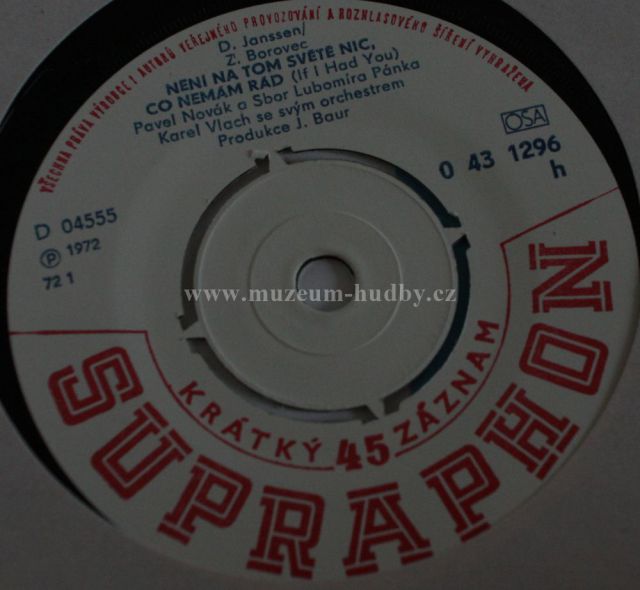 VŠECHNA PRÁVA VÝROBCE I AUTORŮ VEŘEJNÉHO PROVOZOVÁNÍ A ROZHLASOVÉHO ŠÍŘENÍ VYHRAŽENA
D. Janssen/
Z. Borovec
NENI NA TOM SVĚTĚ NIC,
CO NEMÁM RÁD (If I Had You)
Pavel Novák a Sbor Lubomíra Pánka
Karel Vlach se svým orchestrem
Produkce J. Baur
OSA
0 43 1296
h
D 04555
℗ 1972
72 1
www.muzeum-hudby.cz
KRÁTKÝ 45 ZÁZNAM
SUPRAPHON